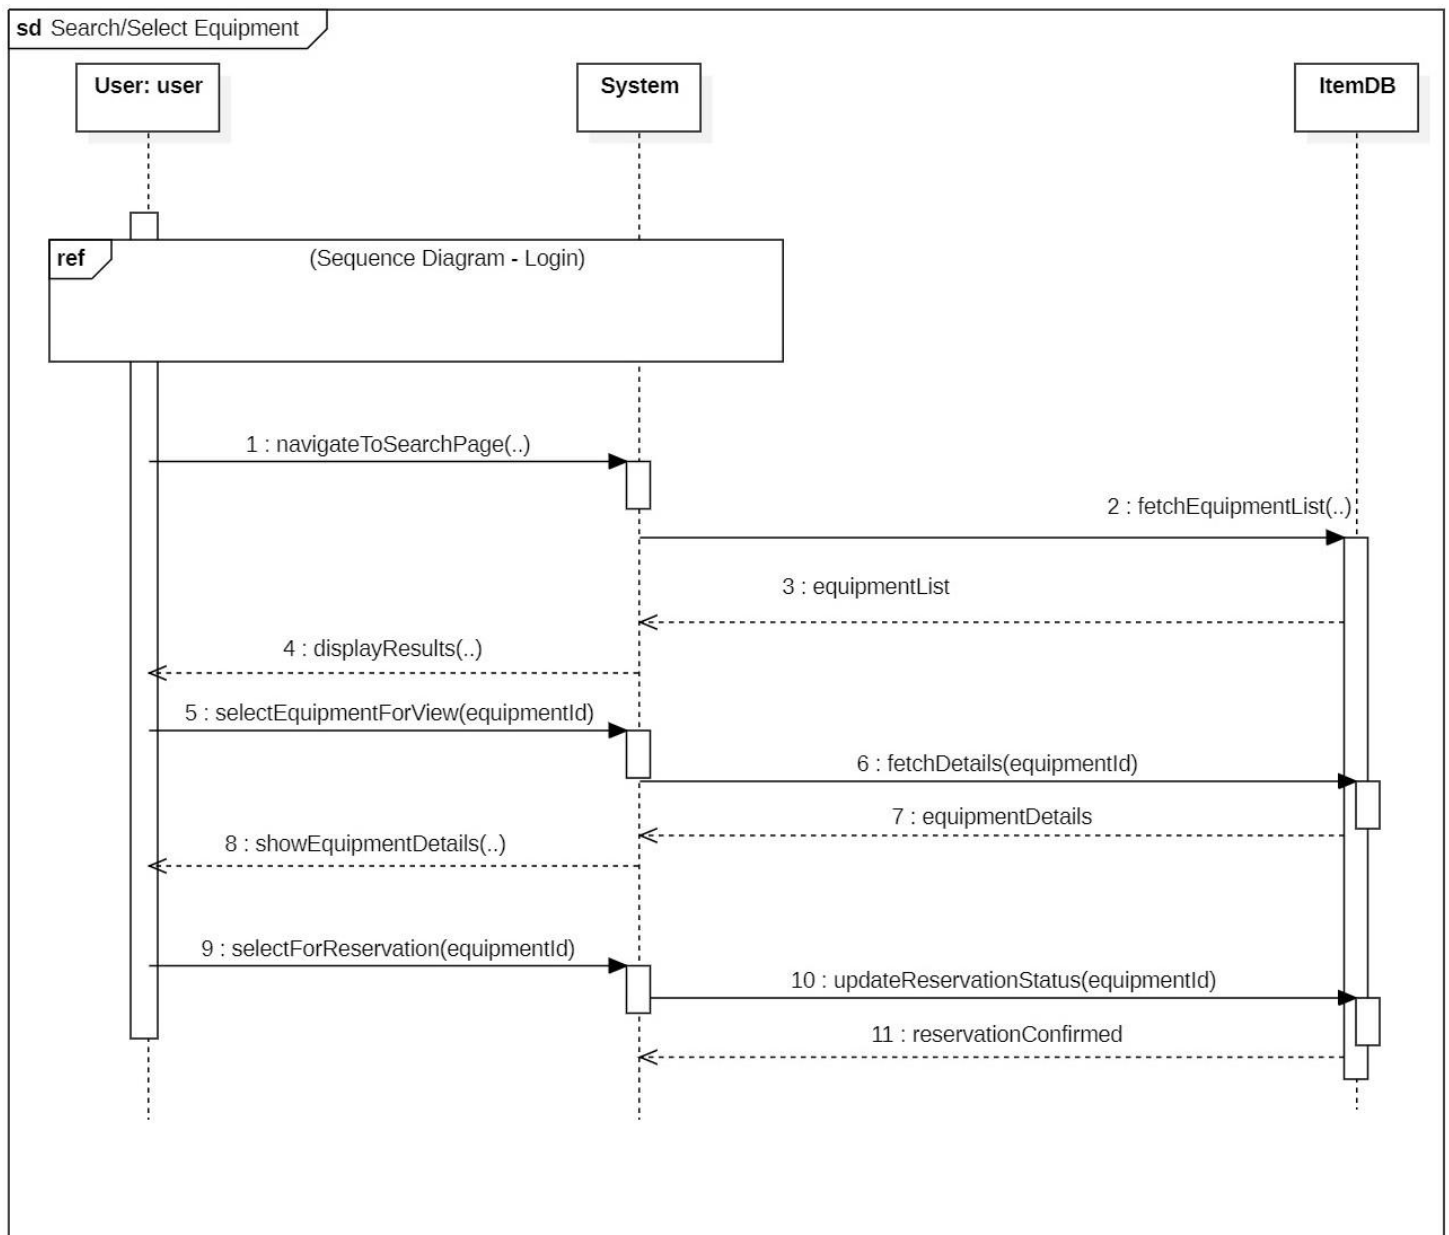 sd Search/Select Equipment
User: user
System
ItemDB
ref
(Sequence Diagram - Login)
1 : navigateToSearchPage(..)
2 : fetchEquipmentList(..)
3 : equipmentList
4 : displayResults(..)
5 : selectEquipmentForView(equipmentId)
6 : fetchDetails(equipmentId)
7 : equipmentDetails
8 : showEquipmentDetails(..)
9 : selectForReservation(equipmentId)
10 : updateReservationStatus(equipmentId)
11 : reservationConfirmed